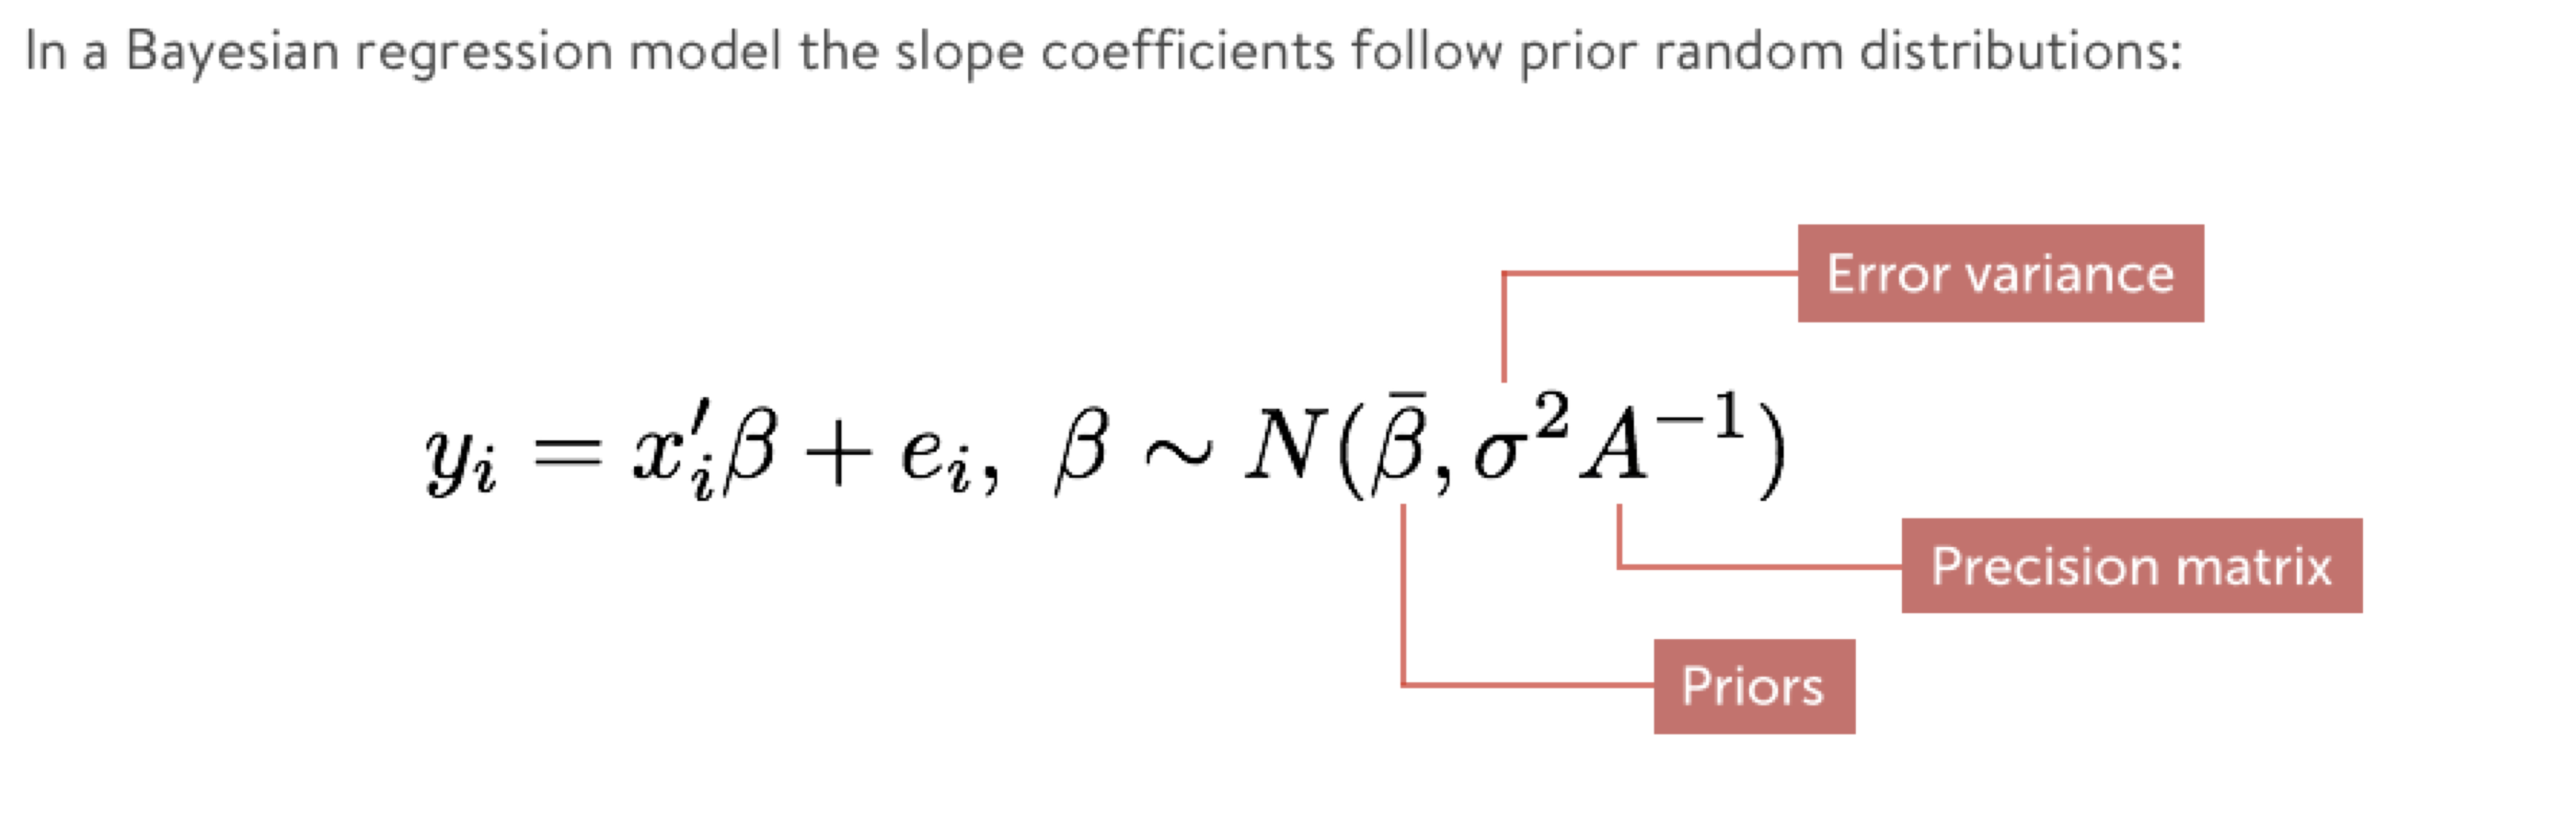 In a Bayesian regression model the slope coefficients follow prior random distributions:
Error variance
$y_i = x_i'\beta + e_i,\ \beta \sim N(\bar{\beta}, \sigma^2 A^{-1})$
Precision matrix
Priors